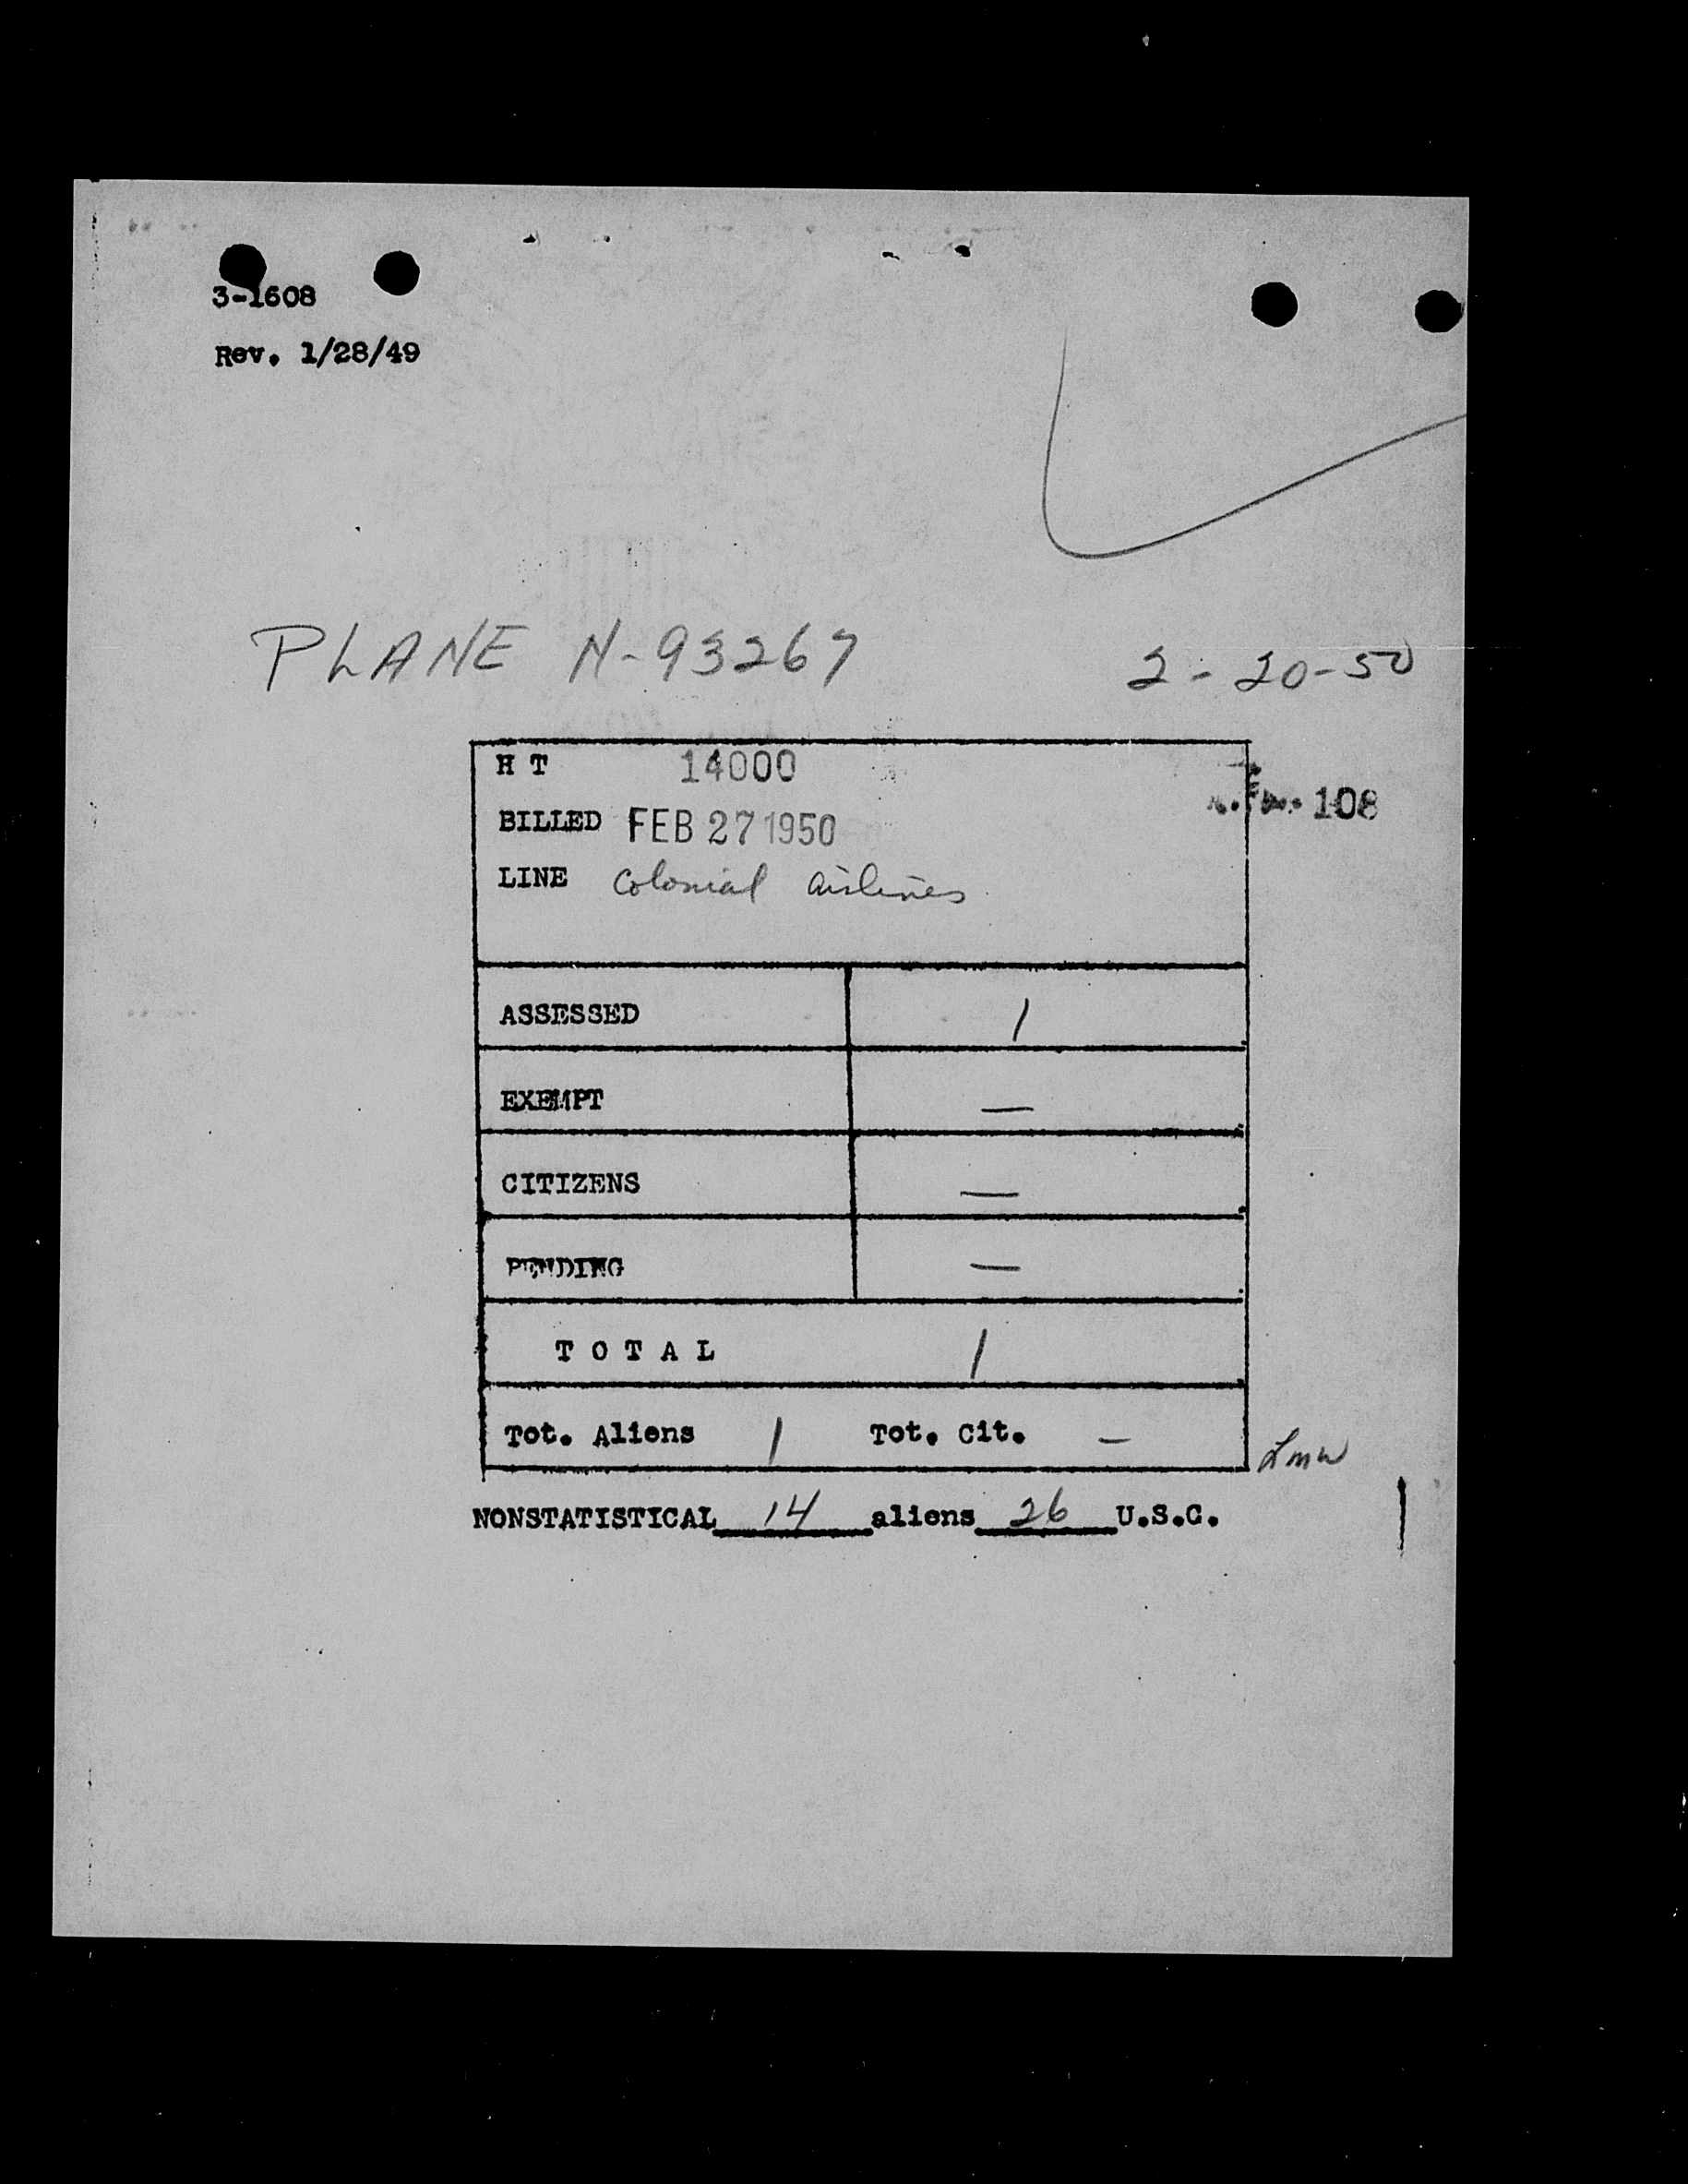 3-1608
Rev. 1/28/49
PLANE N-93267 2-20-50
H T 14000
108
BILLED FEB 27 1950
LINE Colonial Airlines
ASSESSED 1
EXEMPT —
CITIZENS —
PENDING —
T O T A L 1
Tot. Aliens 1 Tot. Cit. —
Lmw
NONSTATISTICAL 14 aliens 26 U.S.C.